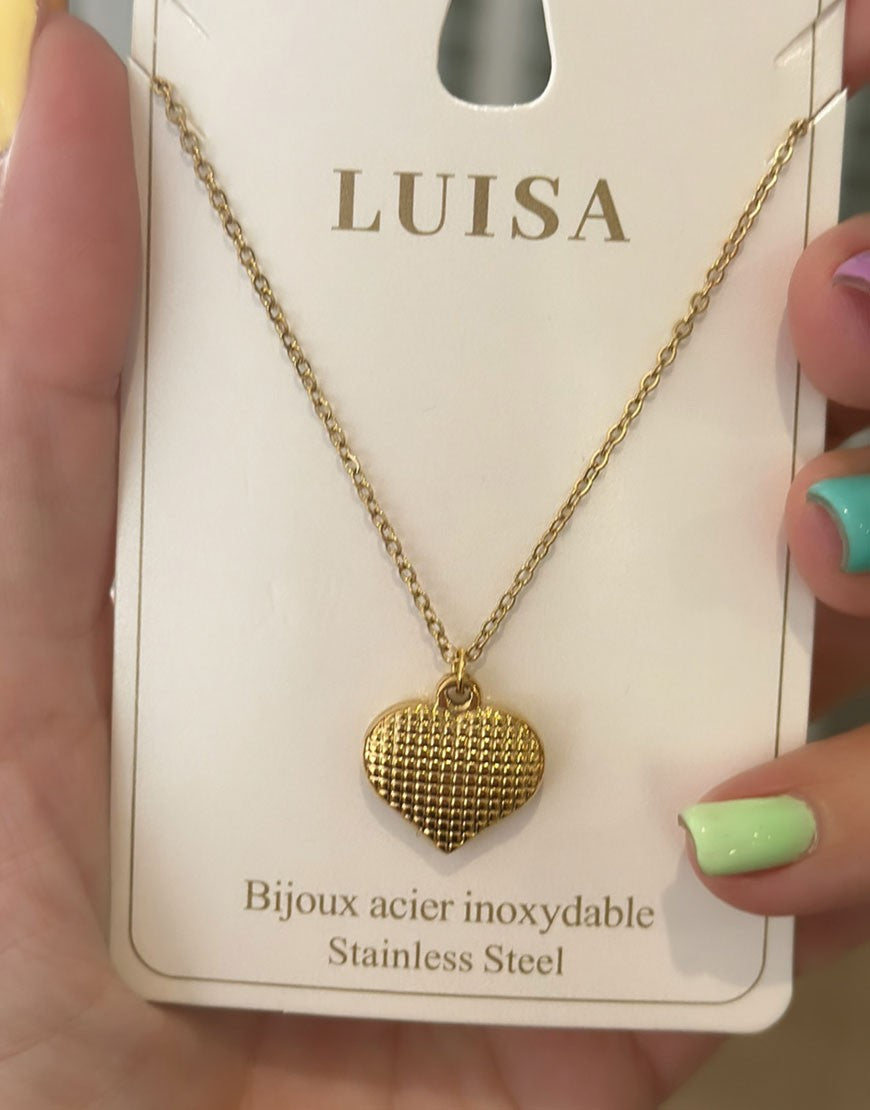 LUISA
Bijoux acier inoxydable
Stainless Steel